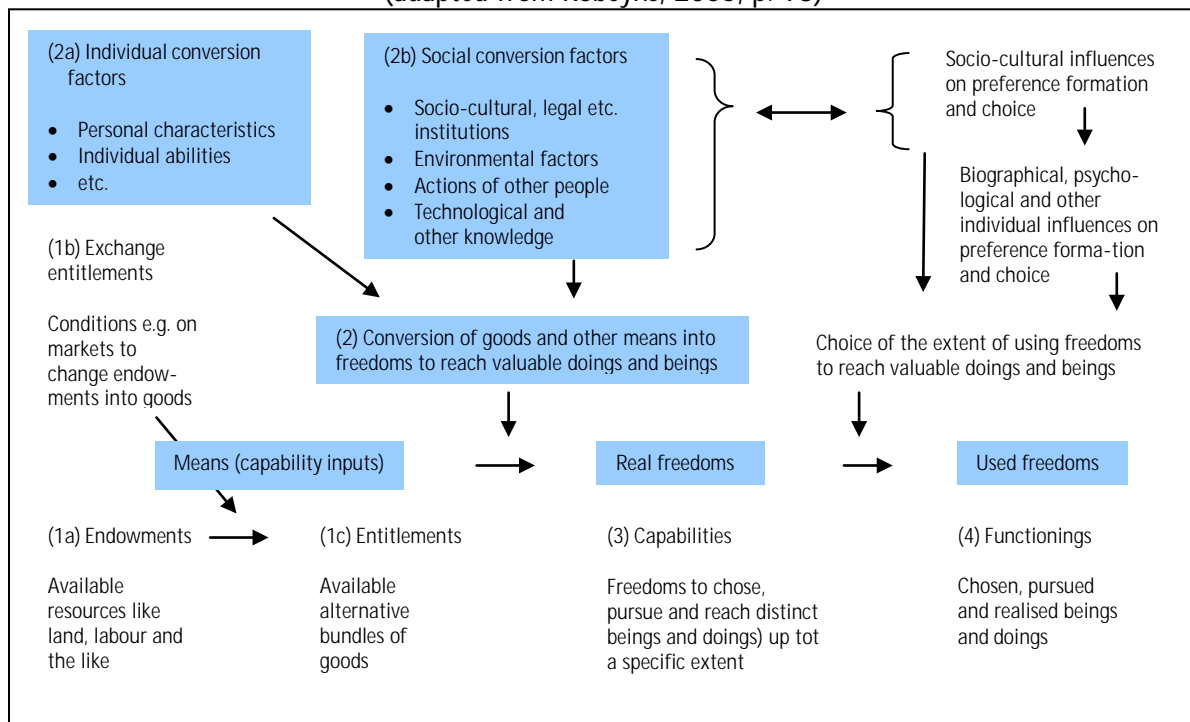 (2a) Individual conversion
factors
• Personal characteristics
• Individual abilities
• etc.
(2b) Social conversion factors
• Socio-cultural, legal etc.
institutions
• Environmental factors
• Actions of other people
• Technological and
other knowledge
Socio-cultural influences
on preference formation
and choice
Biographical, psycho-
logical and other
individual influences on
preference forma-tion
and choice
(1b) Exchange
entitlements
Conditions e.g. on
markets to
change endow-
ments into goods
(2) Conversion of goods and other means into
freedoms to reach valuable doings and beings
Choice of the extent of using freedoms
to reach valuable doings and beings
Means (capability inputs)
Real freedoms
Used freedoms
(1a) Endowments
Available
resources like
land, labour and
the like
(1c) Entitlements
Available
alternative
bundles of
goods
(3) Capabilities
Freedoms to chose,
pursue and reach distinct
beings and doings) up tot
a specific extent
(4) Functionings
Chosen, pursued
and realised beings
and doings